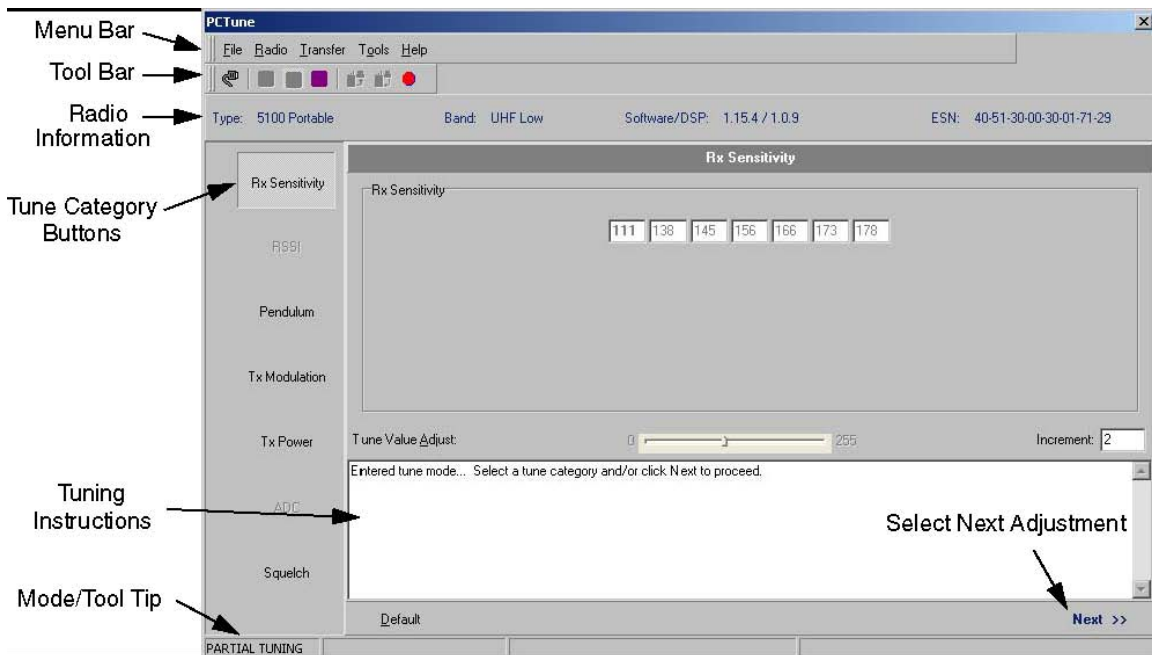 Menu Bar
PCTune
File Radio Transfer Tools Help
Tool Bar
Radio
Information
Type: 5100 Portable Band: UHF Low Software/DSP: 1.15.4 / 1.0.9 ESN: 40-51-30-00-30-01-71-29
Rx Sensitivity
Tune Category
Buttons
Rx Sensitivity
RSSI
Pendulum
Tx Modulation
Tx Power
ADC
Squelch
Rx Sensitivity
111 138 145 156 166 173 178
Tune Value Adjust: 0 255 Increment: 2
Entered tune mode... Select a tune category and/or click Next to proceed.
Tuning
Instructions
Select Next Adjustment
Mode/Tool Tip
Default Next >>
PARTIAL TUNING